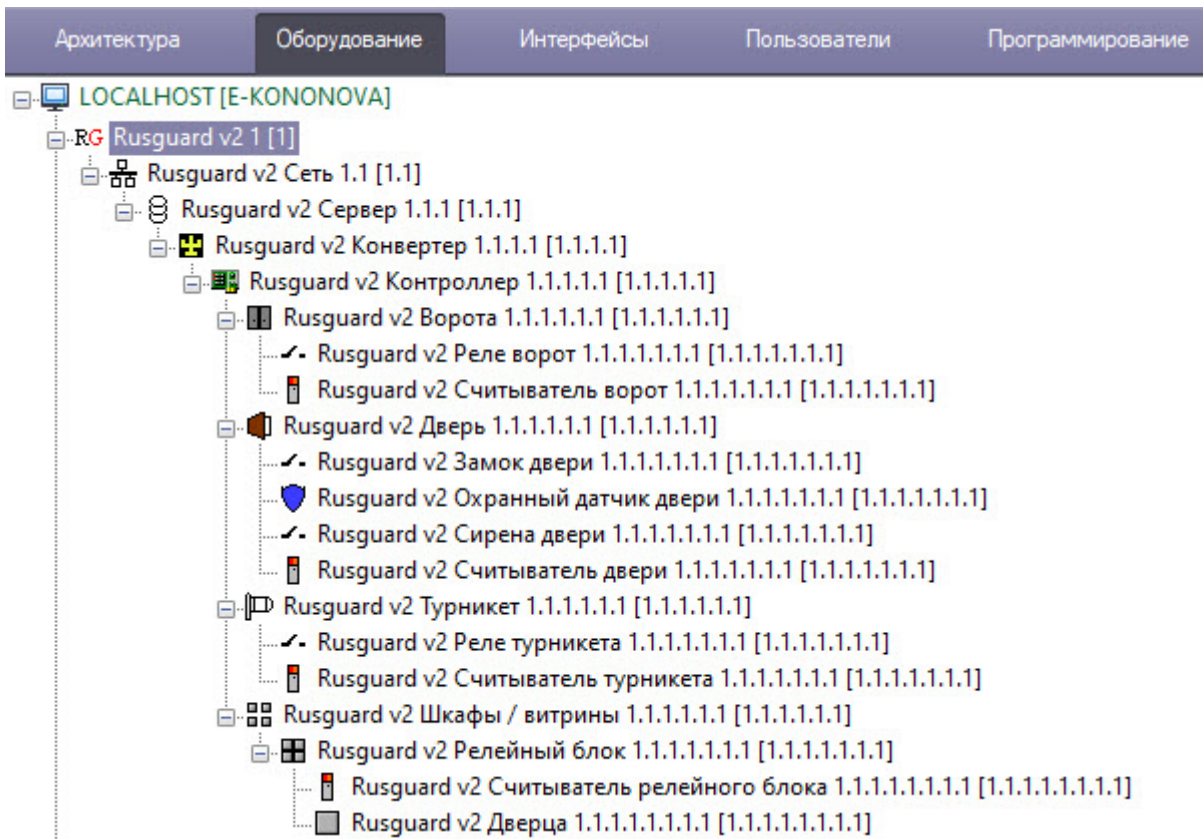 Архитектура Оборудование Интерфейсы Пользователи Программирование
LOCALHOST [E-KONONOVA]
RG Rusguard v2 1 [1]
Rusguard v2 Сеть 1.1 [1.1]
Rusguard v2 Сервер 1.1.1 [1.1.1]
Rusguard v2 Конвертер 1.1.1.1 [1.1.1.1]
Rusguard v2 Контроллер 1.1.1.1.1 [1.1.1.1.1]
Rusguard v2 Ворота 1.1.1.1.1.1 [1.1.1.1.1.1]
Rusguard v2 Реле ворот 1.1.1.1.1.1.1 [1.1.1.1.1.1.1]
Rusguard v2 Считыватель ворот 1.1.1.1.1.1.1 [1.1.1.1.1.1.1]
Rusguard v2 Дверь 1.1.1.1.1.1 [1.1.1.1.1.1]
Rusguard v2 Замок двери 1.1.1.1.1.1.1 [1.1.1.1.1.1.1]
Rusguard v2 Охранный датчик двери 1.1.1.1.1.1.1 [1.1.1.1.1.1.1]
Rusguard v2 Сирена двери 1.1.1.1.1.1.1 [1.1.1.1.1.1.1]
Rusguard v2 Считыватель двери 1.1.1.1.1.1.1 [1.1.1.1.1.1.1]
Rusguard v2 Турникет 1.1.1.1.1.1 [1.1.1.1.1.1]
Rusguard v2 Реле турникета 1.1.1.1.1.1.1 [1.1.1.1.1.1.1]
Rusguard v2 Считыватель турникета 1.1.1.1.1.1.1 [1.1.1.1.1.1.1]
Rusguard v2 Шкафы / витрины 1.1.1.1.1.1 [1.1.1.1.1.1]
Rusguard v2 Релейный блок 1.1.1.1.1.1.1 [1.1.1.1.1.1.1]
Rusguard v2 Считыватель релейного блока 1.1.1.1.1.1.1.1 [1.1.1.1.1.1.1.1]
Rusguard v2 Дверца 1.1.1.1.1.1.1.1 [1.1.1.1.1.1.1.1]